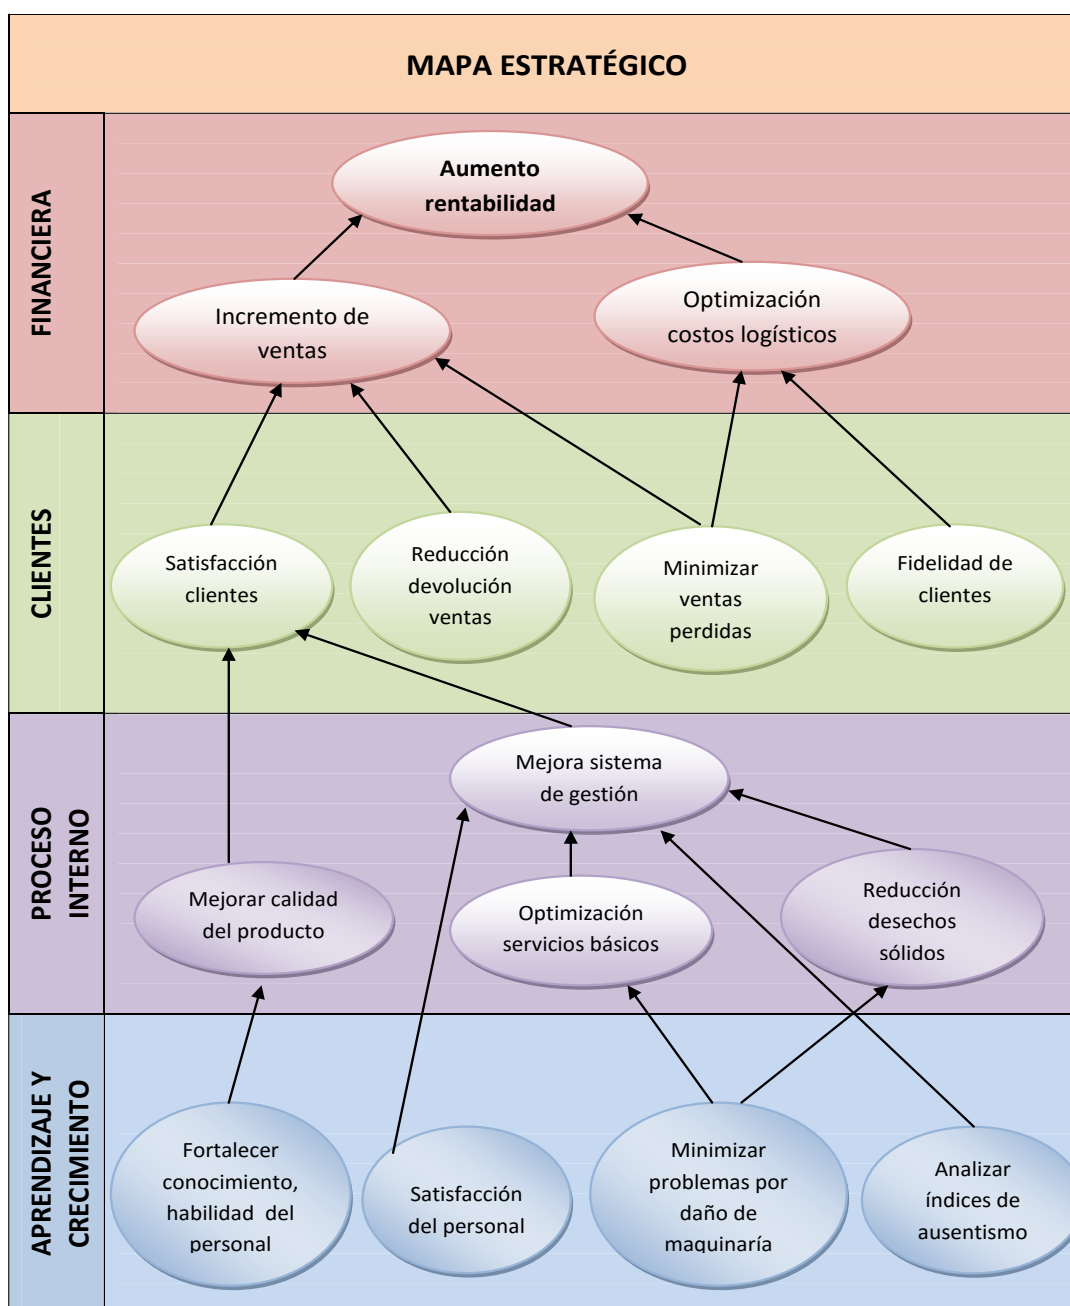 MAPA ESTRATÉGICO
FINANCIERA
Aumento
rentabilidad
Incremento de
ventas
Optimización
costos logísticos
CLIENTES
Satisfacción
clientes
Reducción
devolución
ventas
Minimizar
ventas
perdidas
Fidelidad de
clientes
PROCESO
INTERNO
Mejora sistema
de gestión
Mejorar calidad
del producto
Optimización
servicios básicos
Reducción
desechos
sólidos
APRENDIZAJE Y
CRECIMIENTO
Fortalecer
conocimiento,
habilidad del
personal
Satisfacción
del personal
Minimizar
problemas por
daño de
maquinaría
Analizar
índices de
ausentismo